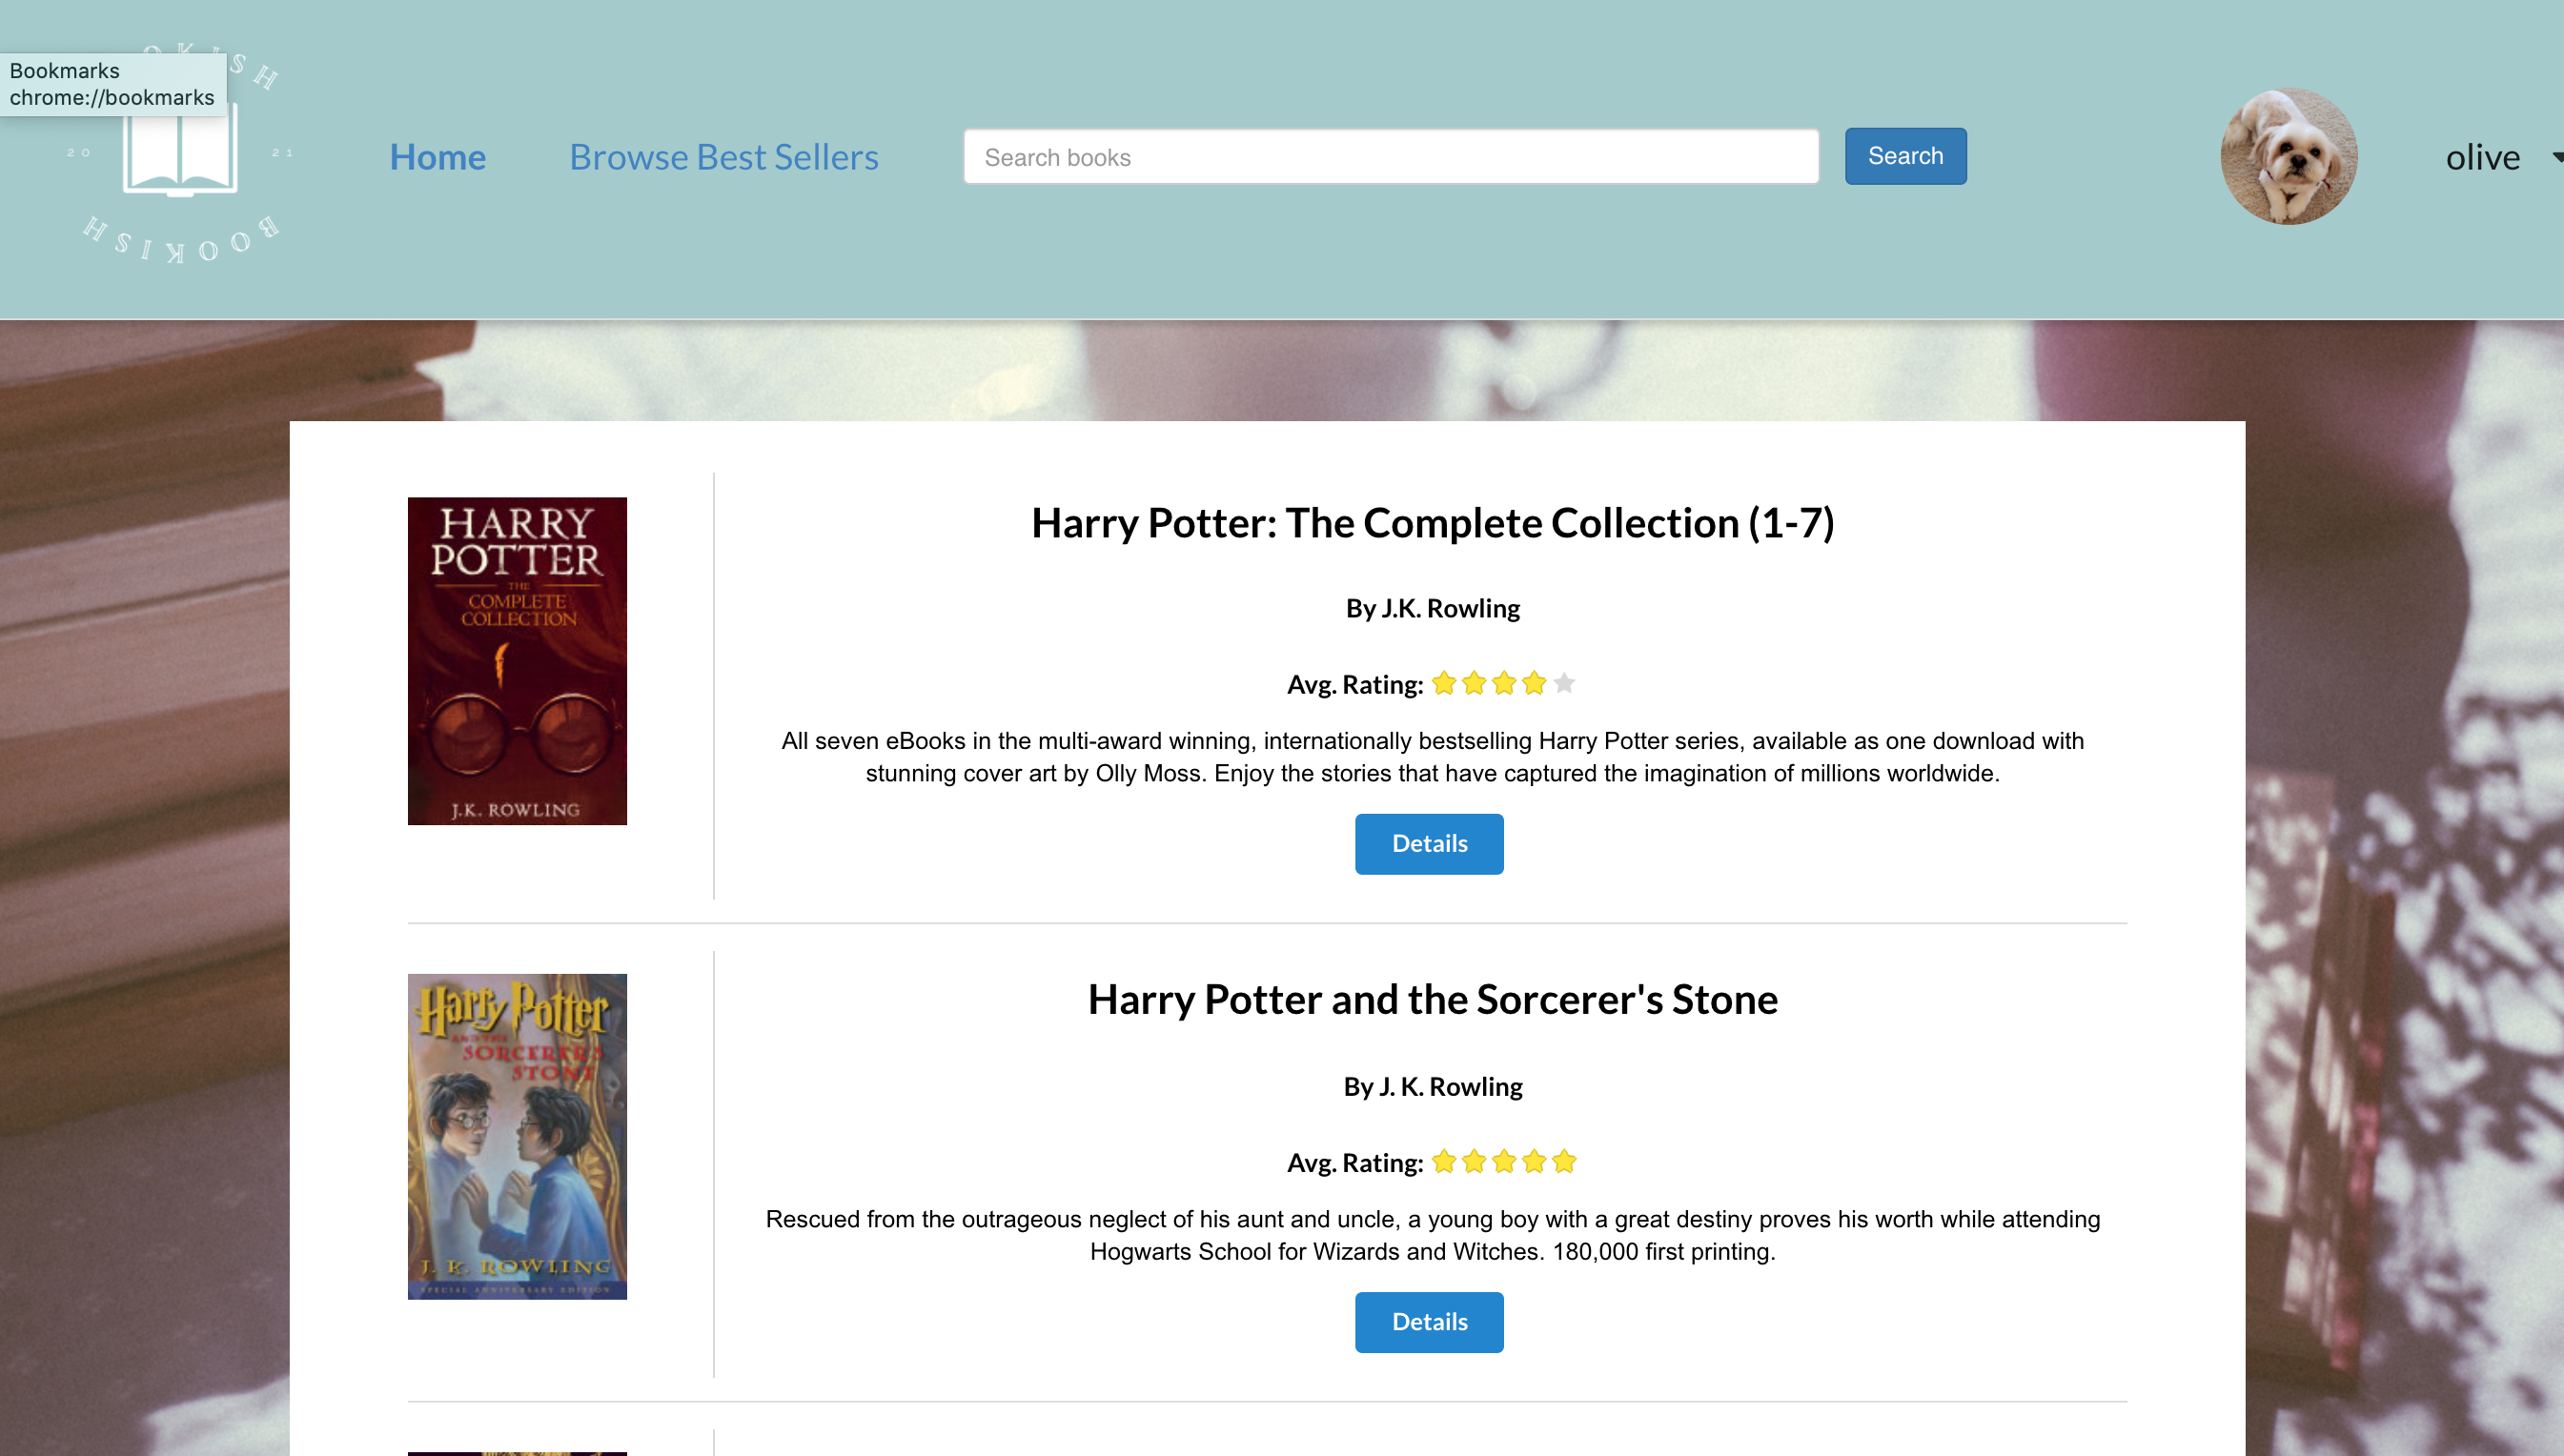 Bookmarks
chrome://bookmarks
OKISH
20 21
BOOKISH
Home
Browse Best Sellers
Search books
Search
olive
HARRY
POTTER
THE
COMPLETE
COLLECTION
J.K. ROWLING
Harry Potter: The Complete Collection (1-7)
By J.K. Rowling
Avg. Rating:
All seven eBooks in the multi-award winning, internationally bestselling Harry Potter series, available as one download with
stunning cover art by Olly Moss. Enjoy the stories that have captured the imagination of millions worldwide.
Details
Harry Potter
AND THE
SORCERER'S
STONE
J. K. ROWLING
SPECIAL ANNIVERSARY EDITION
Harry Potter and the Sorcerer's Stone
By J. K. Rowling
Avg. Rating:
Rescued from the outrageous neglect of his aunt and uncle, a young boy with a great destiny proves his worth while attending
Hogwarts School for Wizards and Witches. 180,000 first printing.
Details